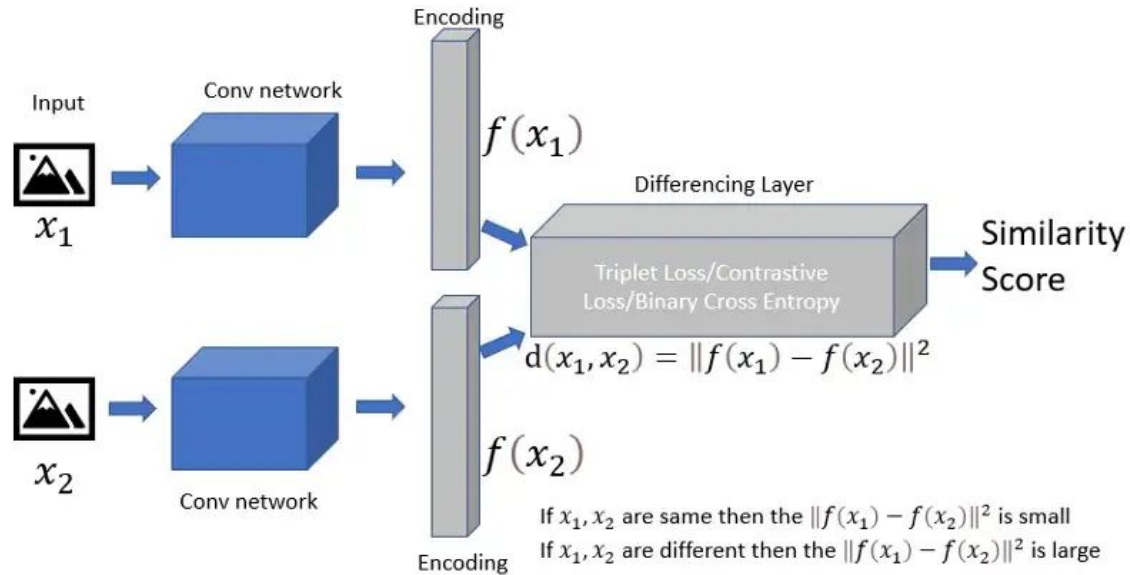 Encoding
Input
Conv network
f(x₁)
x₁
Differencing Layer
Triplet Loss/Contrastive
Loss/Binary Cross Entropy
Similarity
Score
d(x₁, x₂) = ‖f(x₁) − f(x₂)‖²
x₂
Conv network
f(x₂)
If x₁, x₂ are same then the ‖f(x₁) − f(x₂)‖² is small
If x₁, x₂ are different then the ‖f(x₁) − f(x₂)‖² is large
Encoding